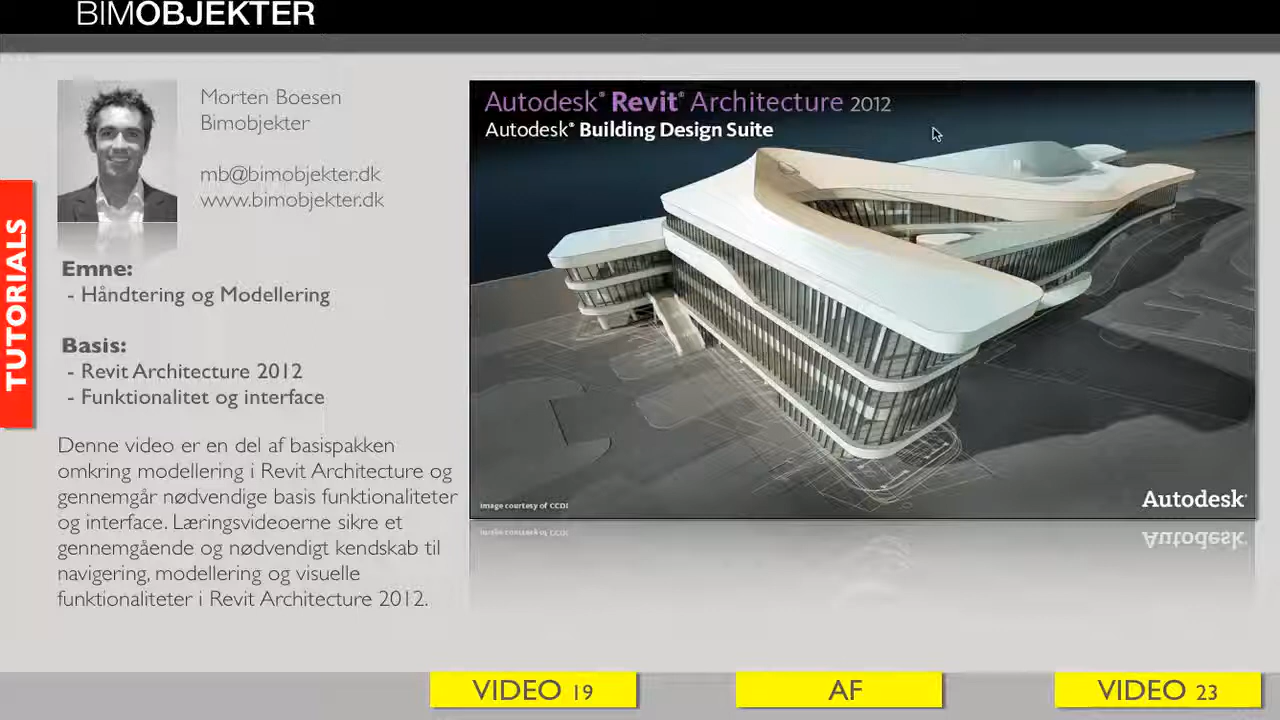 BIMOBJEKTER
Morten Boesen
Bimobjekter
mb@bimobjekter.dk
www.bimobjekter.dk
TUTORIALS
Emne:
- Håndtering og Modellering
Basis:
- Revit Architecture 2012
- Funktionalitet og interface
Denne video er en del af basispakken
omkring modellering i Revit Architecture og
gennemgår nødvendige basis funktionaliteter
og interface. Læringsvideoerne sikre et
gennemgående og nødvendigt kendskab til
navigering, modellering og visuelle
funktionaliteter i Revit Architecture 2012.
Autodesk® Revit® Architecture 2012
Autodesk® Building Design Suite
Image courtesy of CCDI
Autodesk®
VIDEO 19
AF
VIDEO 23